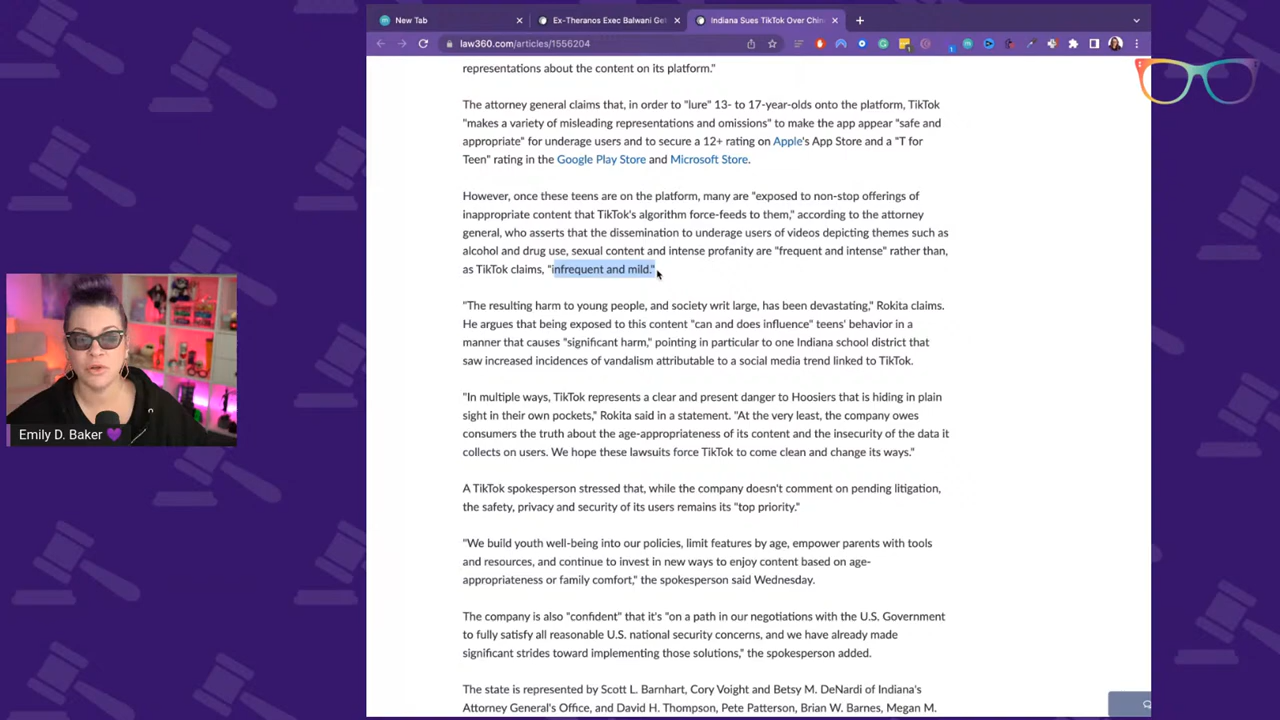 New Tab
Ex-Theranos Exec Balwani Get
Indiana Sues TikTok Over Chin
law360.com/articles/1556204
representations about the content on its platform."
The attorney general claims that, in order to "lure" 13- to 17-year-olds onto the platform, TikTok
"makes a variety of misleading representations and omissions" to make the app appear "safe and
appropriate" for underage users and to secure a 12+ rating on Apple's App Store and a "T for
Teen" rating in the Google Play Store and Microsoft Store.
However, once these teens are on the platform, many are "exposed to non-stop offerings of
inappropriate content that TikTok's algorithm force-feeds to them," according to the attorney
general, who asserts that the dissemination to underage users of videos depicting themes such as
alcohol and drug use, sexual content and intense profanity are "frequent and intense" rather than,
as TikTok claims, "infrequent and mild."
"The resulting harm to young people, and society writ large, has been devastating," Rokita claims.
He argues that being exposed to this content "can and does influence" teens' behavior in a
manner that causes "significant harm," pointing in particular to one Indiana school district that
saw increased incidences of vandalism attributable to a social media trend linked to TikTok.
"In multiple ways, TikTok represents a clear and present danger to Hoosiers that is hiding in plain
sight in their own pockets," Rokita said in a statement. "At the very least, the company owes
consumers the truth about the age-appropriateness of its content and the insecurity of the data it
collects on users. We hope these lawsuits force TikTok to come clean and change its ways."
A TikTok spokesperson stressed that, while the company doesn't comment on pending litigation,
the safety, privacy and security of its users remains its "top priority."
"We build youth well-being into our policies, limit features by age, empower parents with tools
and resources, and continue to invest in new ways to enjoy content based on age-
appropriateness or family comfort," the spokesperson said Wednesday.
The company is also "confident" that it's "on a path in our negotiations with the U.S. Government
to fully satisfy all reasonable U.S. national security concerns, and we have already made
significant strides toward implementing those solutions," the spokesperson added.
The state is represented by Scott L. Barnhart, Cory Voight and Betsy M. DeNardi of Indiana's
Attorney General's Office, and David H. Thompson, Pete Patterson, Brian W. Barnes, Megan M.
Emily D. Baker 💜